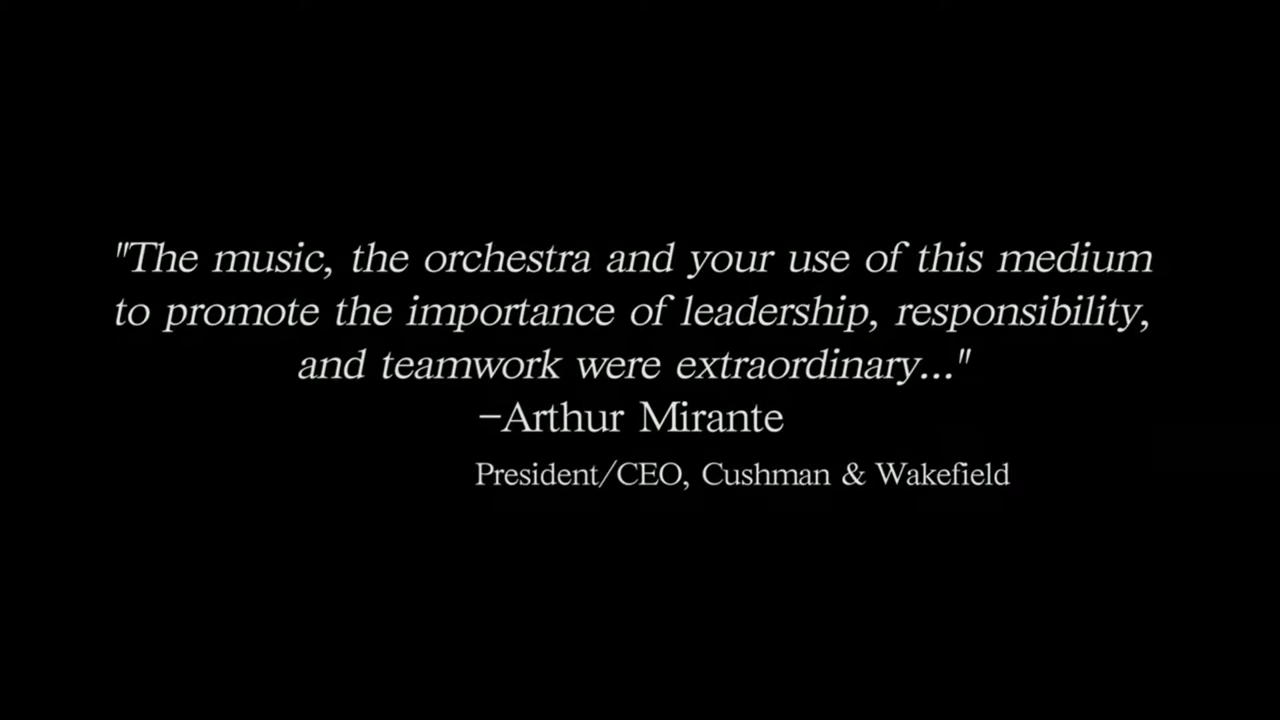 "The music, the orchestra and your use of this medium
to promote the importance of leadership, responsibility,
and teamwork were extraordinary..."
–Arthur Mirante
President/CEO, Cushman & Wakefield